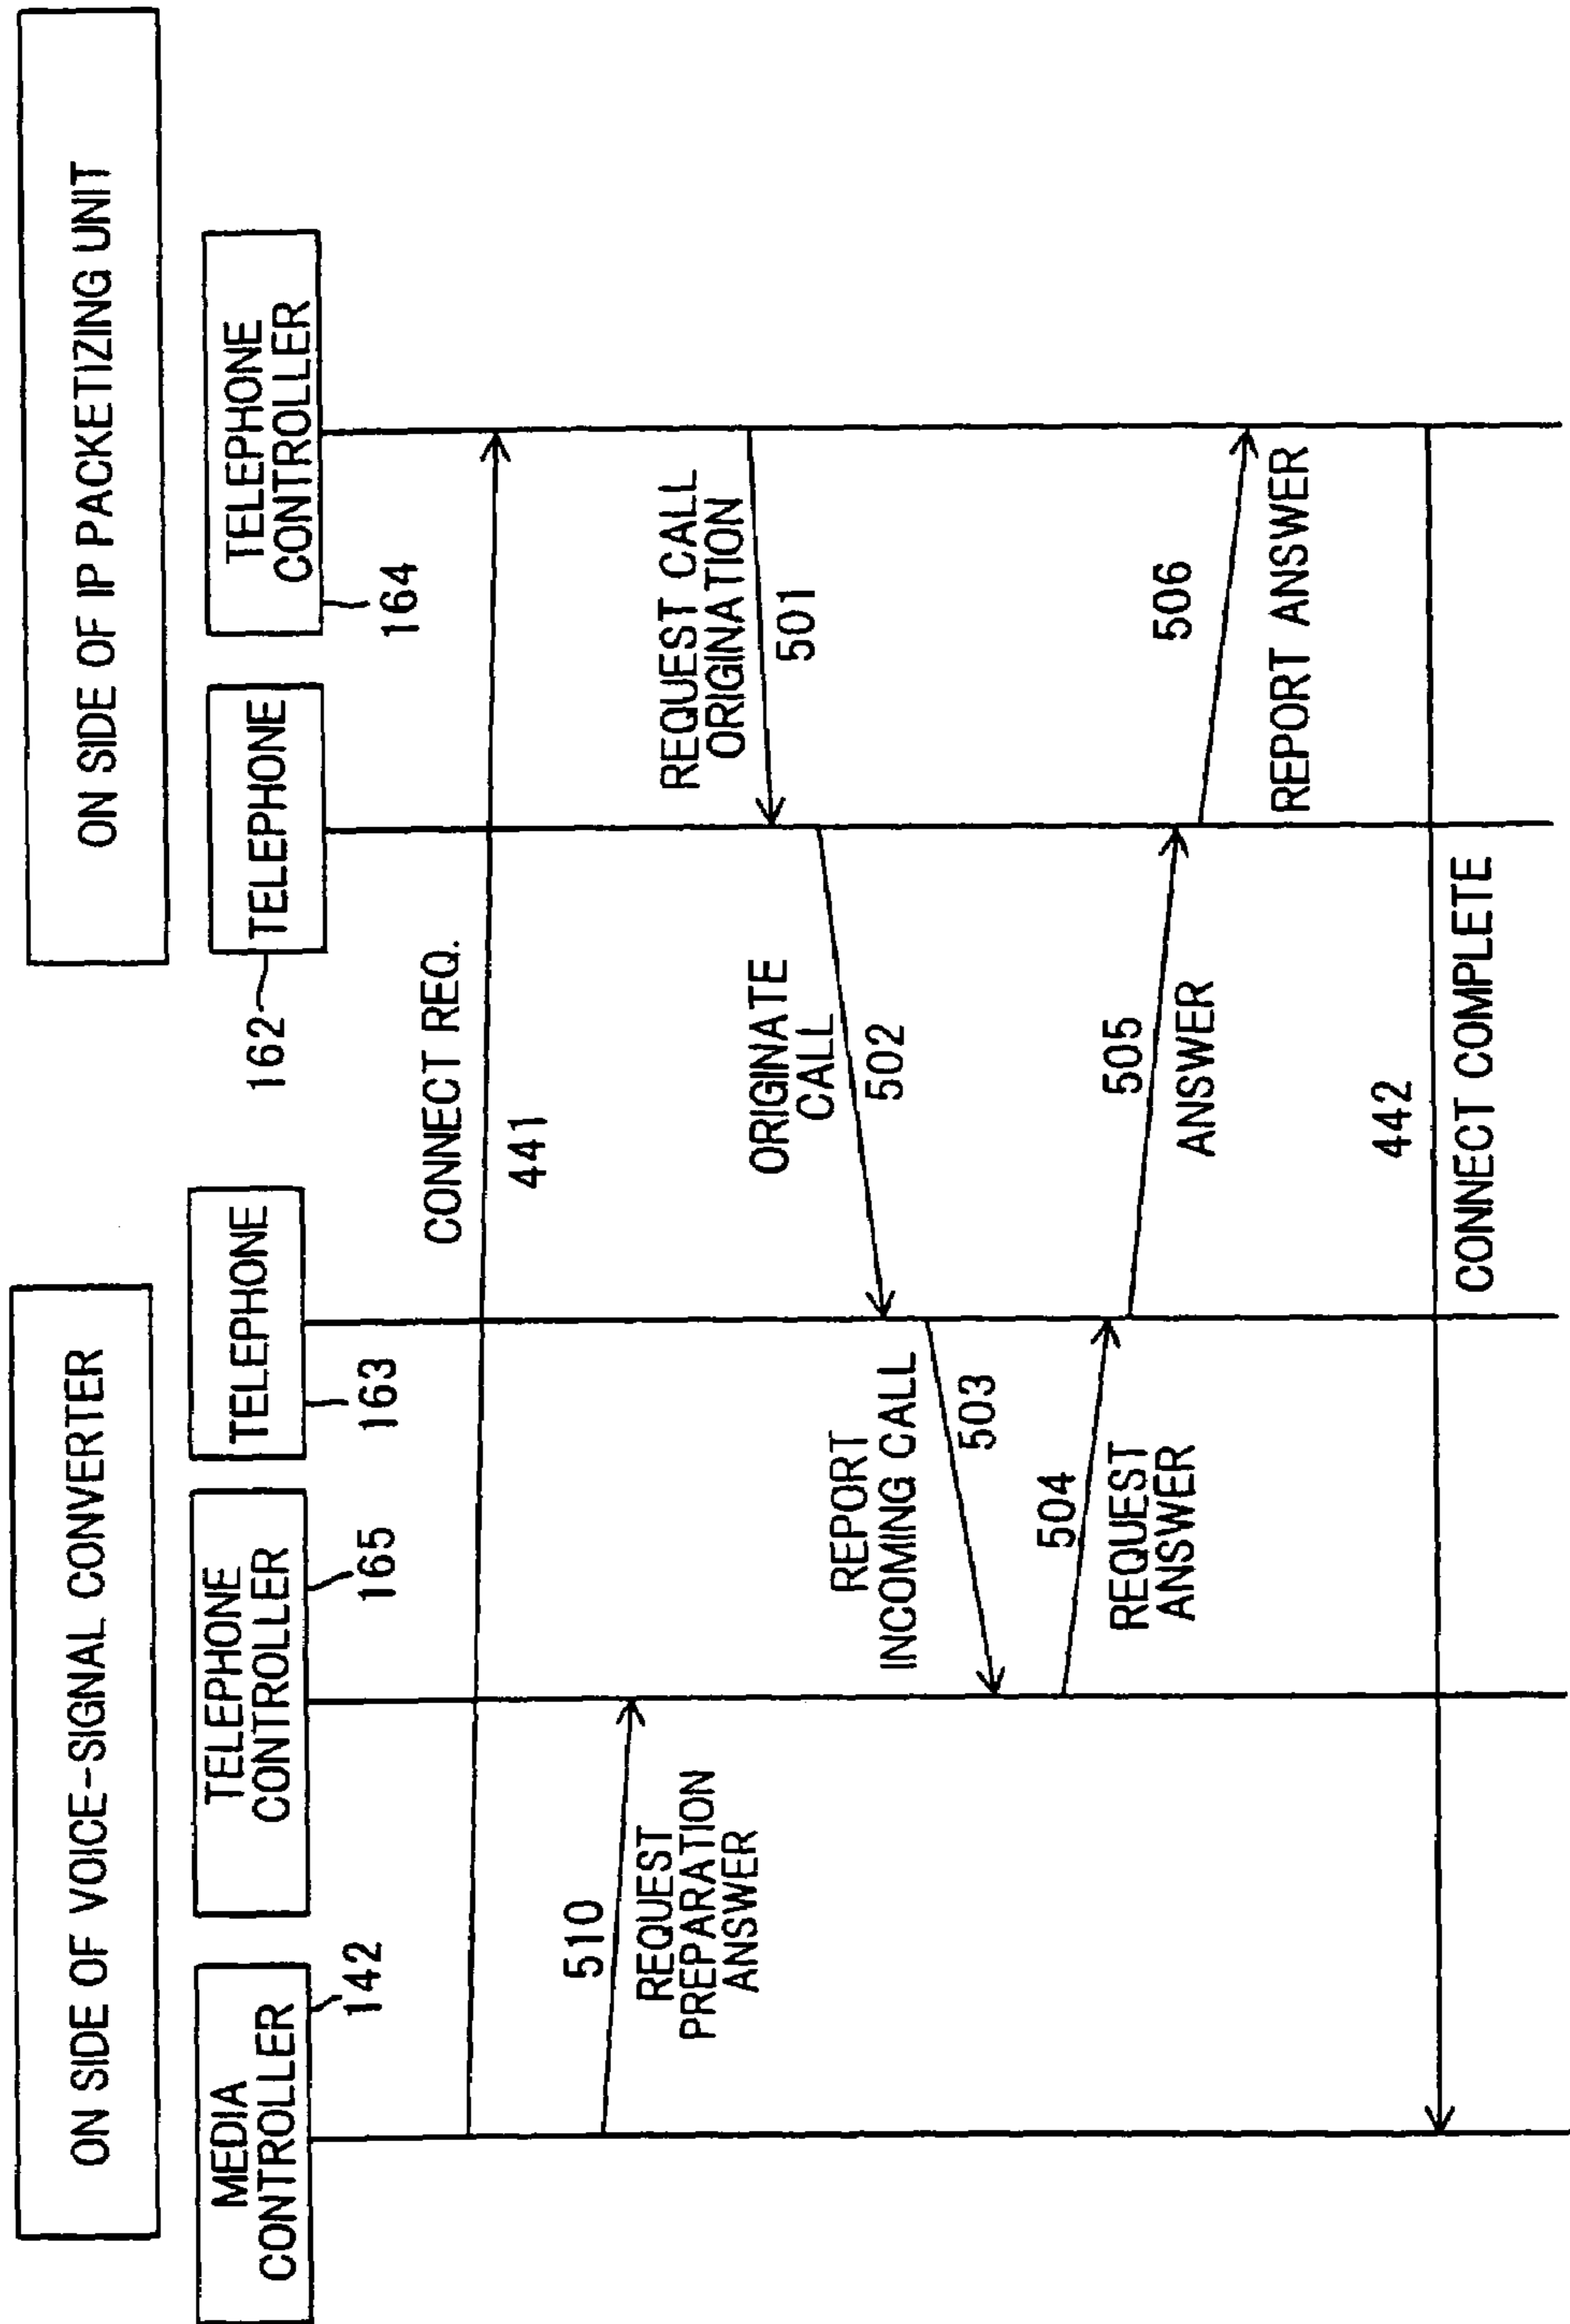 ON SIDE OF VOICE-SIGNAL CONVERTER
ON SIDE OF IP PACKETIZING UNIT
MEDIA
CONTROLLER
142
TELEPHONE
CONTROLLER
165
TELEPHONE
163
162
TELEPHONE
TELEPHONE
CONTROLLER
164
CONNECT REQ.
441
510
REQUEST
PREPARATION
ANSWER
REQUEST CALL
ORIGINATION
501
ORIGINATE
CALL
502
REPORT
INCOMING CALL
503
504
REQUEST
ANSWER
505
ANSWER
506
REPORT ANSWER
442
CONNECT COMPLETE